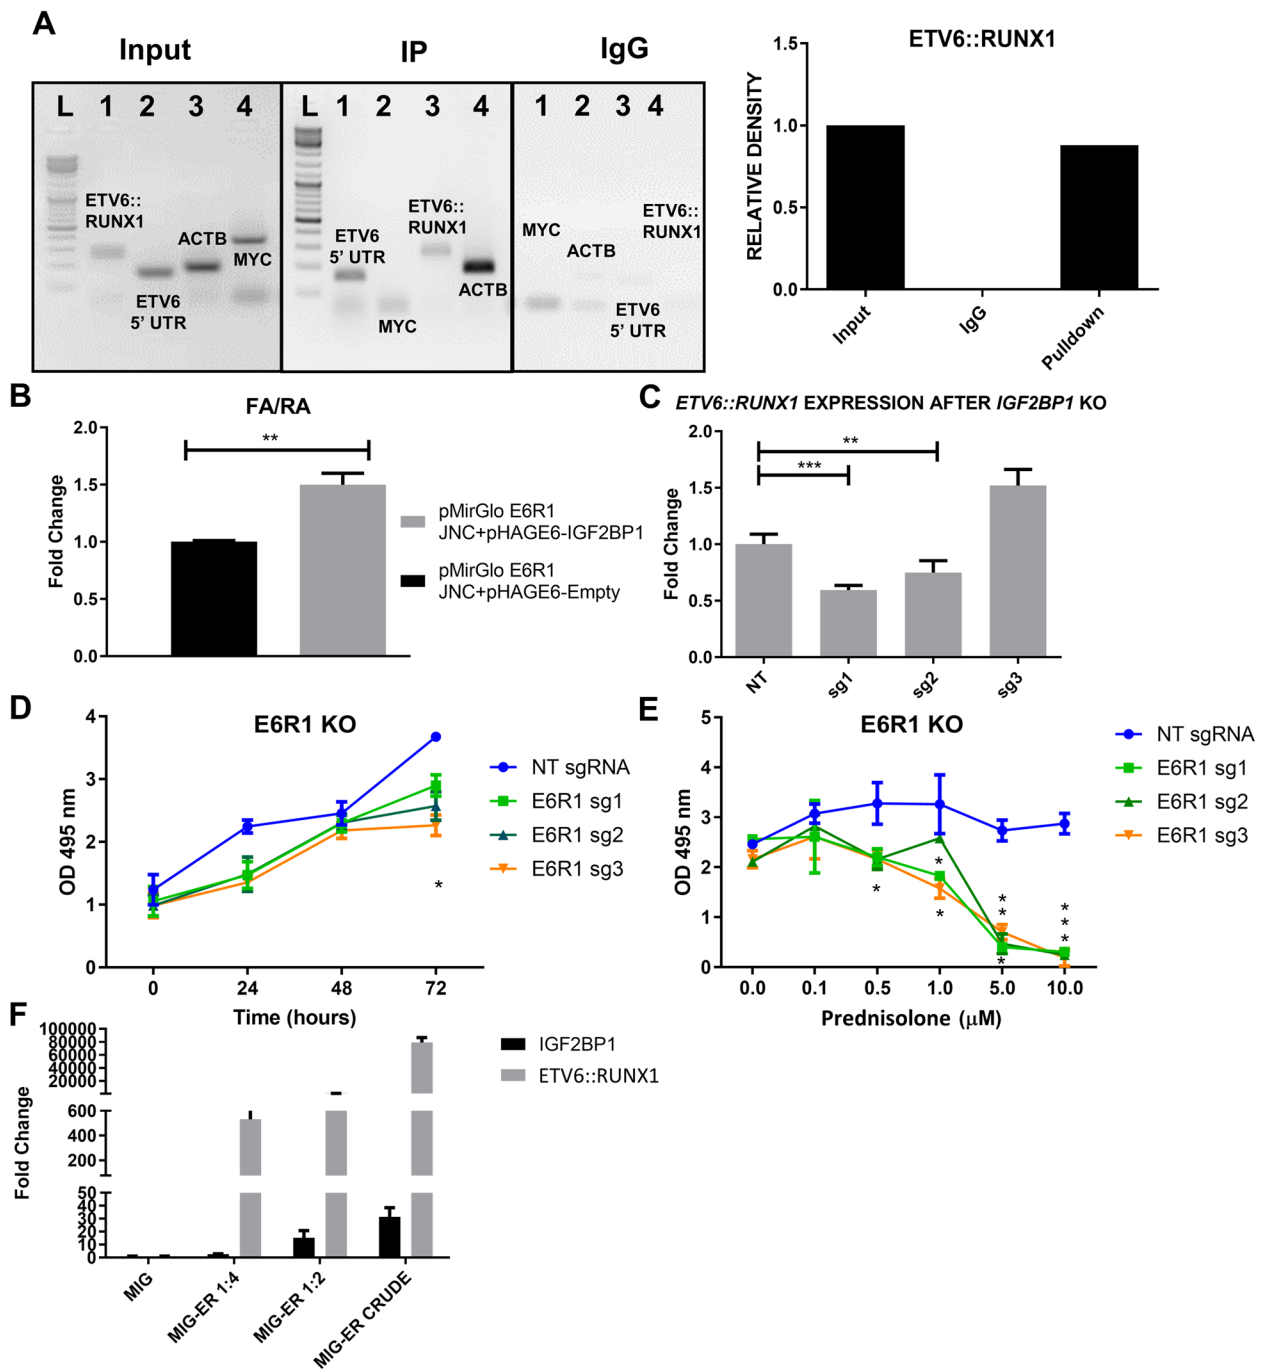 A
Input
IP
IgG
L 1 2 3 4
L 1 2 3 4
1 2 3 4
ETV6::
RUNX1
ETV6
5’ UTR
ACTB
MYC
ETV6
5’ UTR
MYC
ETV6::
RUNX1
ACTB
MYC
ACTB
ETV6
5’ UTR
ETV6::
RUNX1
ETV6::RUNX1
RELATIVE DENSITY
1.5
1.0
0.5
0.0
Input
IgG
Pulldown
B
FA/RA
Fold Change
2.0
1.5
1.0
0.5
0.0
**
pMirGlo E6R1
JNC+pHAGE6-IGF2BP1
pMirGlo E6R1
JNC+pHAGE6-Empty
C
ETV6::RUNX1 EXPRESSION AFTER IGF2BP1 KO
Fold Change
2.0
1.5
1.0
0.5
0.0
**
***
NT
sg1
sg2
sg3
D
E6R1 KO
OD 495 nm
4
3
2
1
0
*
0 24 48 72
Time (hours)
NT sgRNA
E6R1 sg1
E6R1 sg2
E6R1 sg3
E
E6R1 KO
OD 495 nm
5
4
3
2
1
0
*
*
*
*
*
*
*
*
*
0.0 0.1 0.5 1.0 5.0 10.0
Prednisolone (μM)
NT sgRNA
E6R1 sg1
E6R1 sg2
E6R1 sg3
F
Fold Change
100000
80000
60000
40000
20000
600
400
200
50
40
30
20
10
0
MIG
MIG-ER 1:4
MIG-ER 1:2
MIG-ER CRUDE
IGF2BP1
ETV6::RUNX1